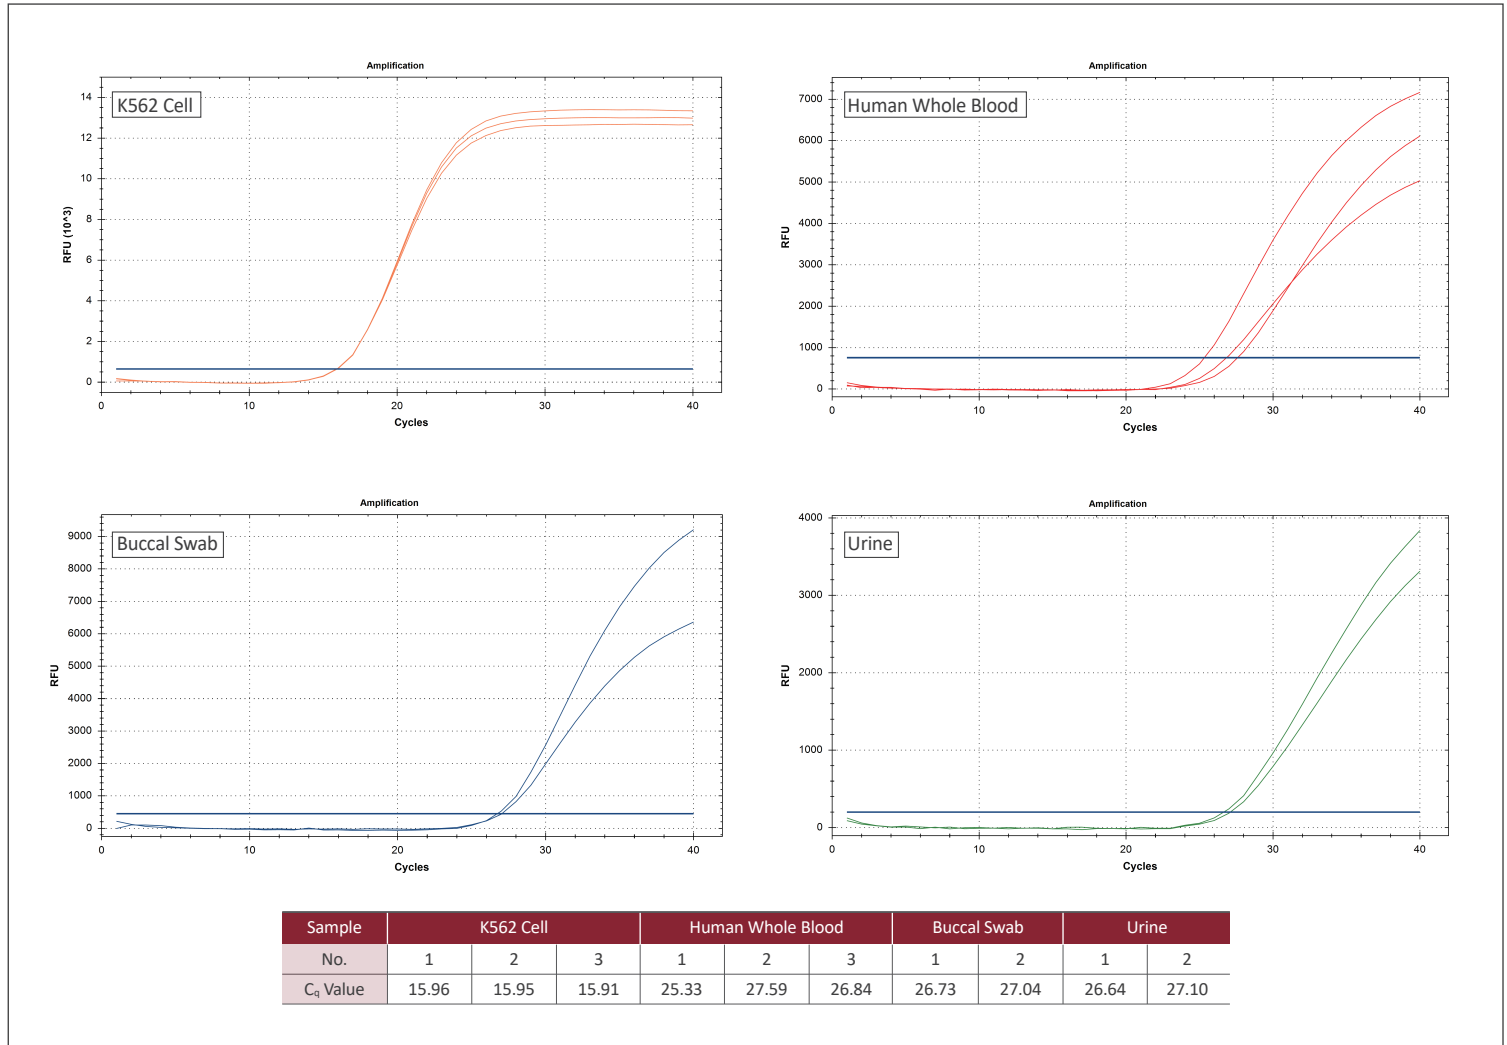 Amplification
K562 Cell
RFU (10^3)
14
12
10
8
6
4
2
0
0 10 20 30 40
Cycles
Amplification
Human Whole Blood
RFU
7000
6000
5000
4000
3000
2000
1000
0
0 10 20 30 40
Cycles
Amplification
Buccal Swab
RFU
9000
8000
7000
6000
5000
4000
3000
2000
1000
0
0 10 20 30 40
Cycles
Amplification
Urine
RFU
4000
3000
2000
1000
0
0 10 20 30 40
Cycles
Sample K562 Cell Human Whole Blood Buccal Swab Urine
No. 1 2 3 1 2 3 1 2 1 2
Cq Value 15.96 15.95 15.91 25.33 27.59 26.84 26.73 27.04 26.64 27.10